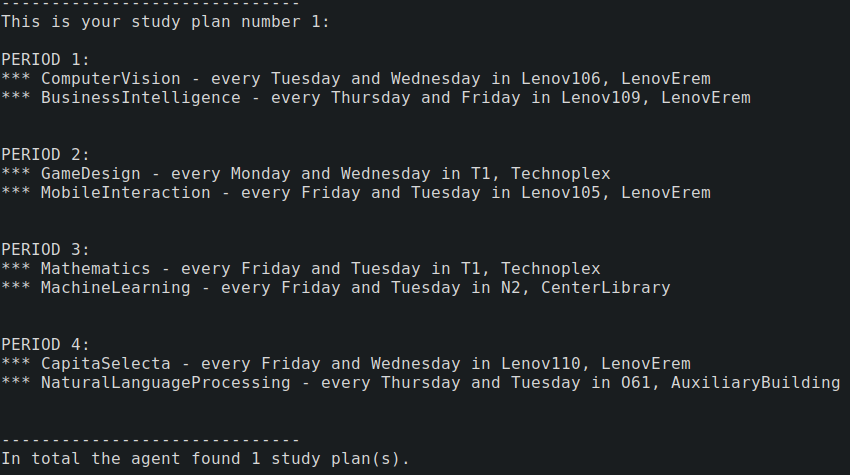 ------------------------------
This is your study plan number 1:
PERIOD 1:
*** ComputerVision - every Tuesday and Wednesday in Lenov106, LenovErem
*** BusinessIntelligence - every Thursday and Friday in Lenov109, LenovErem
PERIOD 2:
*** GameDesign - every Monday and Wednesday in T1, Technoplex
*** MobileInteraction - every Friday and Tuesday in Lenov105, LenovErem
PERIOD 3:
*** Mathematics - every Friday and Tuesday in T1, Technoplex
*** MachineLearning - every Friday and Tuesday in N2, CenterLibrary
PERIOD 4:
*** CapitaSelecta - every Friday and Wednesday in Lenov110, LenovErem
*** NaturalLanguageProcessing - every Thursday and Tuesday in O61, AuxiliaryBuilding
------------------------------
In total the agent found 1 study plan(s).